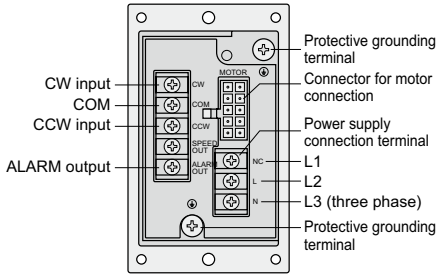 Protective grounding
terminal
MOTOR
Connector for motor
connection
CW input
CW
COM
COM
CCW input
CCW
Power supply
connection terminal
SPEED
OUT
ALARM output
ALARM
OUT
NC
L1
L
L2
N
L3 (three phase)
Protective grounding
terminal